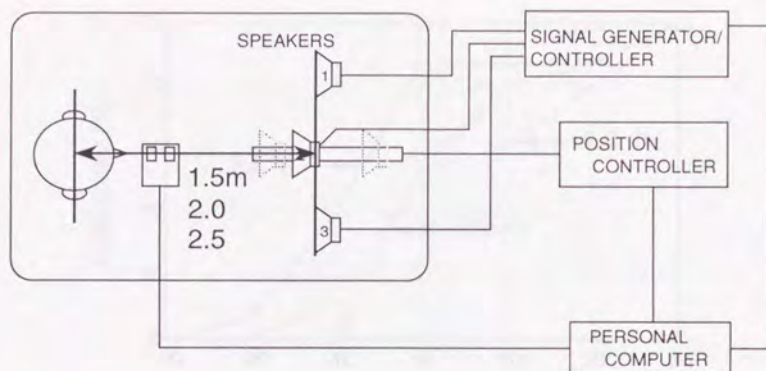 SPEAKERS
1
3
1.5m
2.0
2.5
SIGNAL GENERATOR/
CONTROLLER
POSITION
CONTROLLER
PERSONAL
COMPUTER